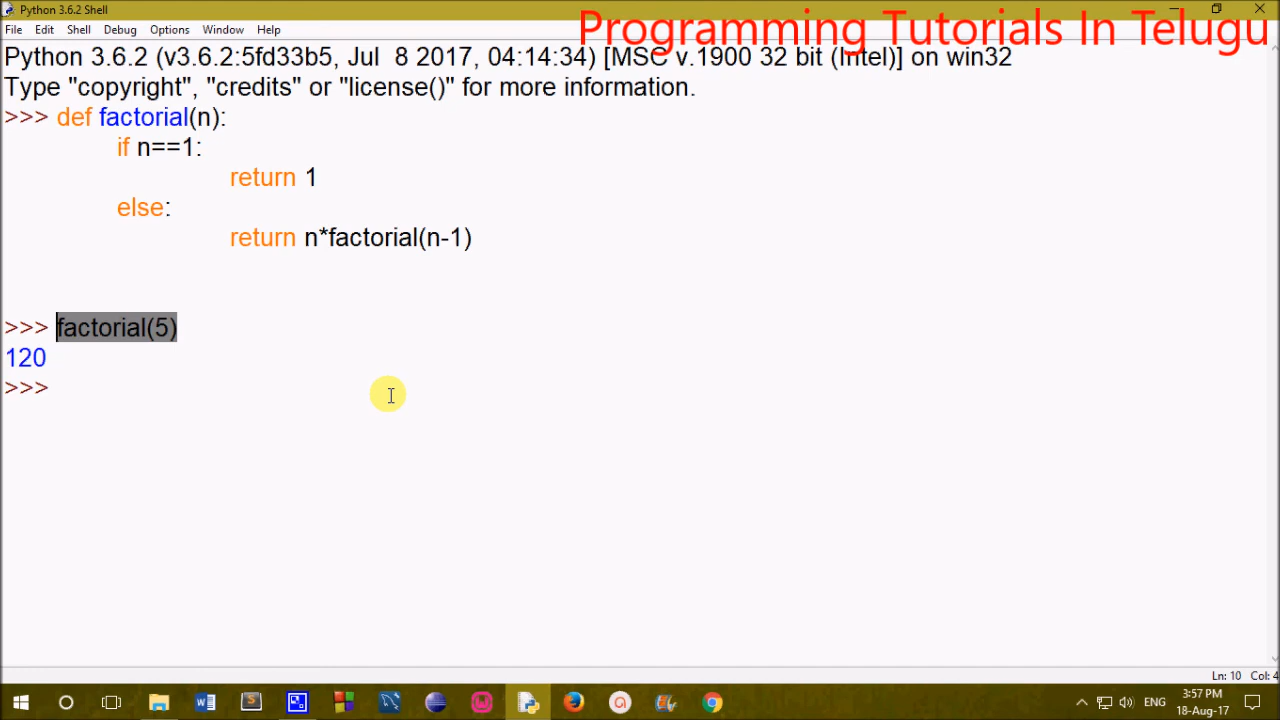 Python 3.6.2 Shell
Programming Tutorials In Telugu
File Edit Shell Debug Options Window Help
Python 3.6.2 (v3.6.2:5fd33b5, Jul  8 2017, 04:14:34) [MSC v.1900 32 bit (Intel)] on win32
Type "copyright", "credits" or "license()" for more information.
>>> def factorial(n):
if n==1:
return 1
else:
return n*factorial(n-1)
>>> factorial(5)
120
>>>
Ln: 10 Col: 4
ENG
3:57 PM
18-Aug-17